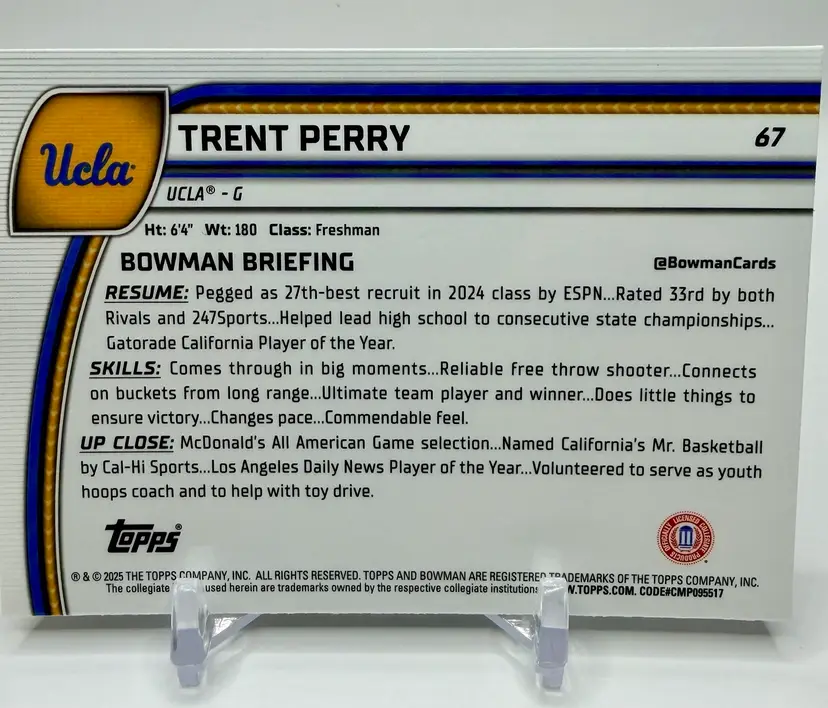 Ucla
TRENT PERRY
67
UCLA® - G
Ht: 6'4" Wt: 180 Class: Freshman
BOWMAN BRIEFING
@BowmanCards
RESUME: Pegged as 27th-best recruit in 2024 class by ESPN...Rated 33rd by both
Rivals and 247Sports...Helped lead high school to consecutive state championships...
Gatorade California Player of the Year.
SKILLS: Comes through in big moments...Reliable free throw shooter...Connects
on buckets from long range...Ultimate team player and winner...Does little things to
ensure victory...Changes pace...Commendable feel.
UP CLOSE: McDonald's All American Game selection...Named California's Mr. Basketball
by Cal-Hi Sports...Los Angeles Daily News Player of the Year...Volunteered to serve as youth
hoops coach and to help with toy drive.
Topps®
OFFICIALLY LICENSED COLLEGIATE PRODUCTS
® & © 2025 THE TOPPS COMPANY, INC. ALL RIGHTS RESERVED. TOPPS AND BOWMAN ARE REGISTERED TRADEMARKS OF THE TOPPS COMPANY, INC.
The collegiate used herein are trademarks owned by the respective collegiate institutions W.TOPPS.COM. CODE#CMP095517